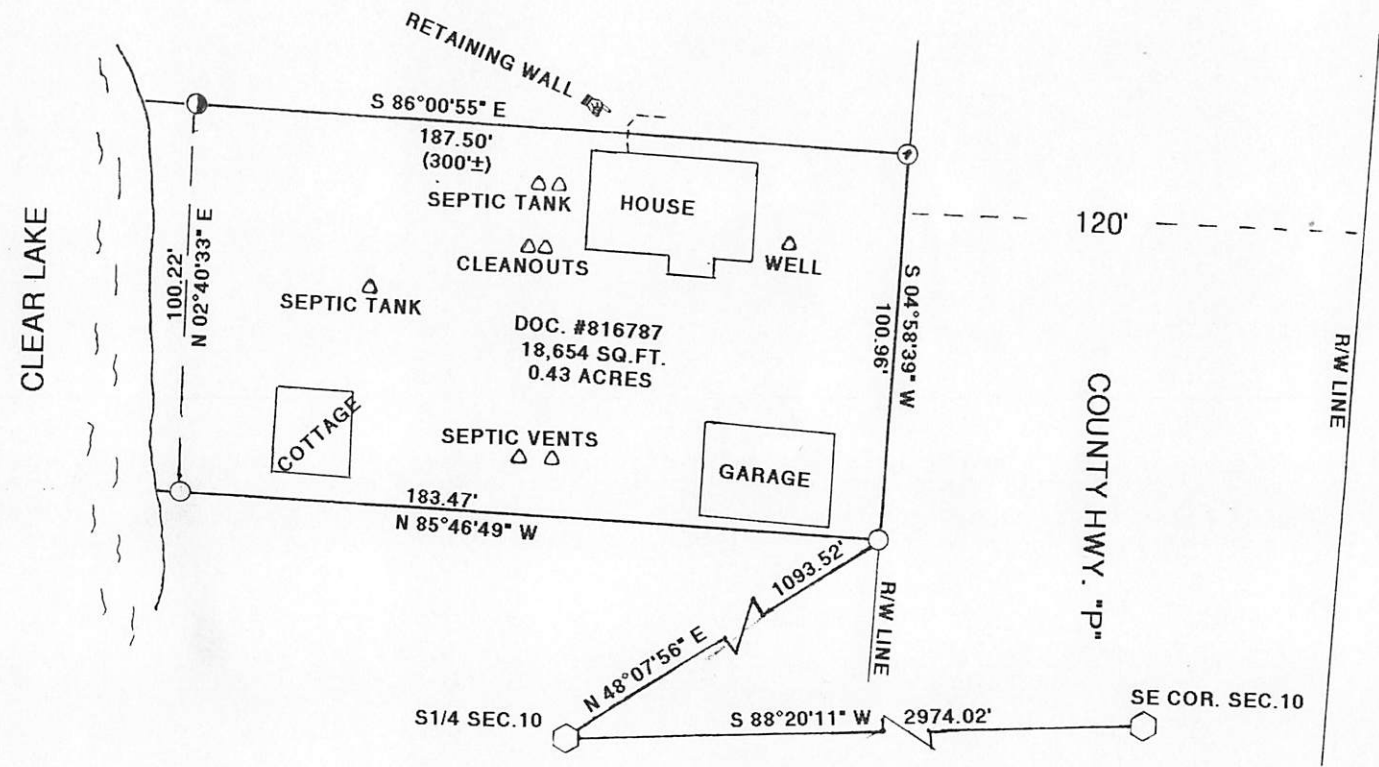 RETAINING WALL
S 86°00'55" E
187.50'
(300'±)
SEPTIC TANK
HOUSE
CLEANOUTS
WELL
120'
CLEAR LAKE
100.22'
N 02°40'33" E
SEPTIC TANK
S 04°58'39" W
100.96'
DOC. #816787
18,654 SQ.FT.
0.43 ACRES
R/W LINE
COUNTY HWY. "P"
COTTAGE
SEPTIC VENTS
GARAGE
183.47'
N 85°46'49" W
1093.52'
N 48°07'56" E
R/W LINE
S1/4 SEC.10
S 88°20'11" W
2974.02'
SE COR. SEC.10